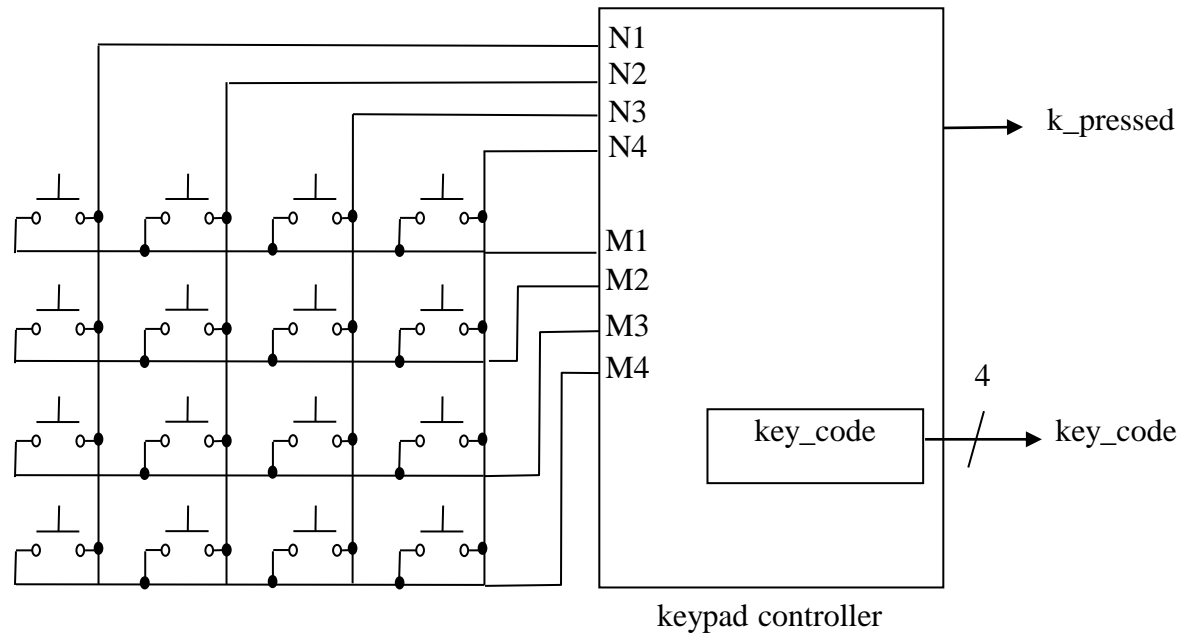 N1
N2
N3
N4
k_pressed
M1
M2
M3
M4
4
key_code
key_code
keypad controller